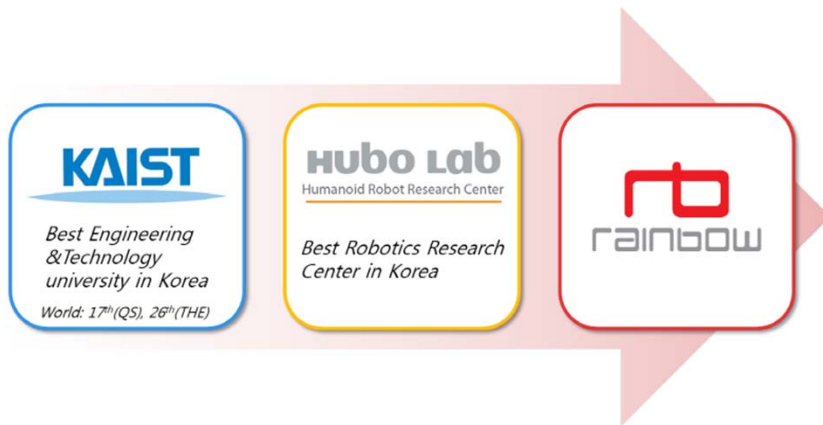 KAIST
Best Engineering
&Technology
university in Korea
World: 17th(QS), 26th(THE)
Hubo Lab
Humanoid Robot Research Center
Best Robotics Research
Center in Korea
rb
rainbow